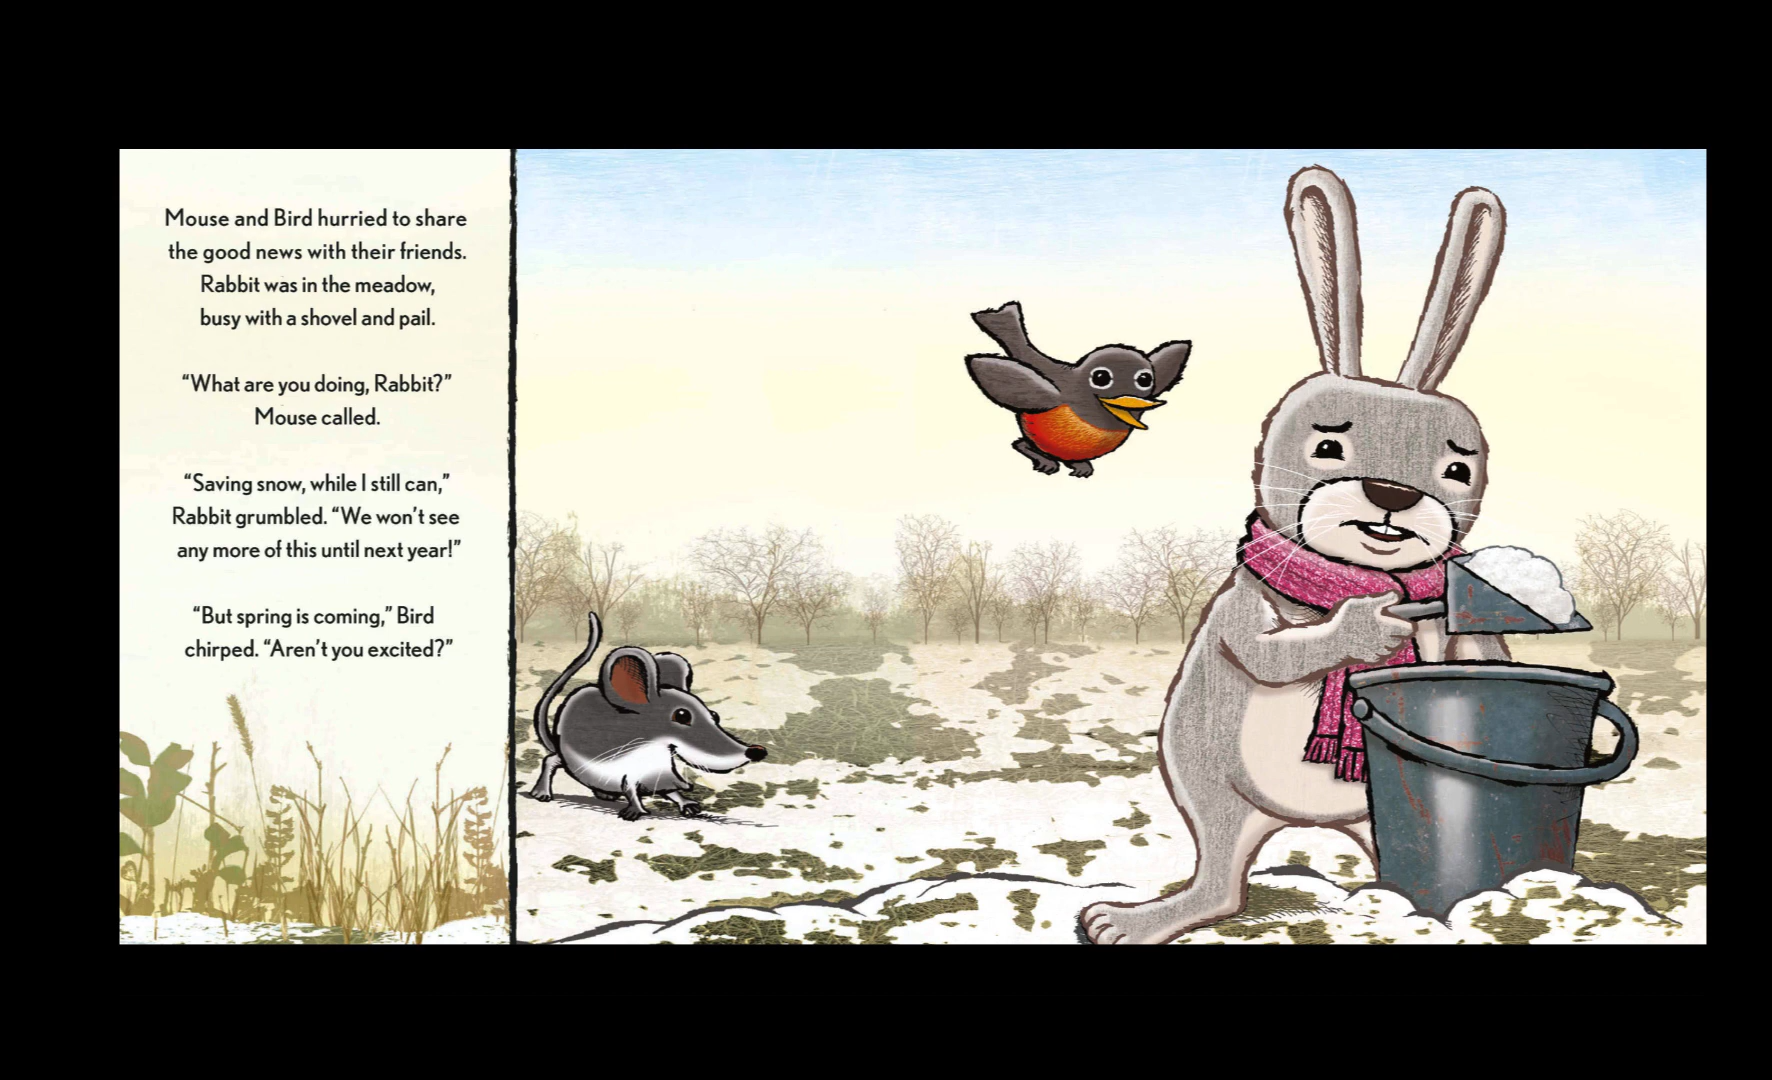 Mouse and Bird hurried to share
the good news with their friends.
Rabbit was in the meadow,
busy with a shovel and pail.
“What are you doing, Rabbit?”
Mouse called.
“Saving snow, while I still can,”
Rabbit grumbled. “We won’t see
any more of this until next year!”
“But spring is coming,” Bird
chirped. “Aren’t you excited?”